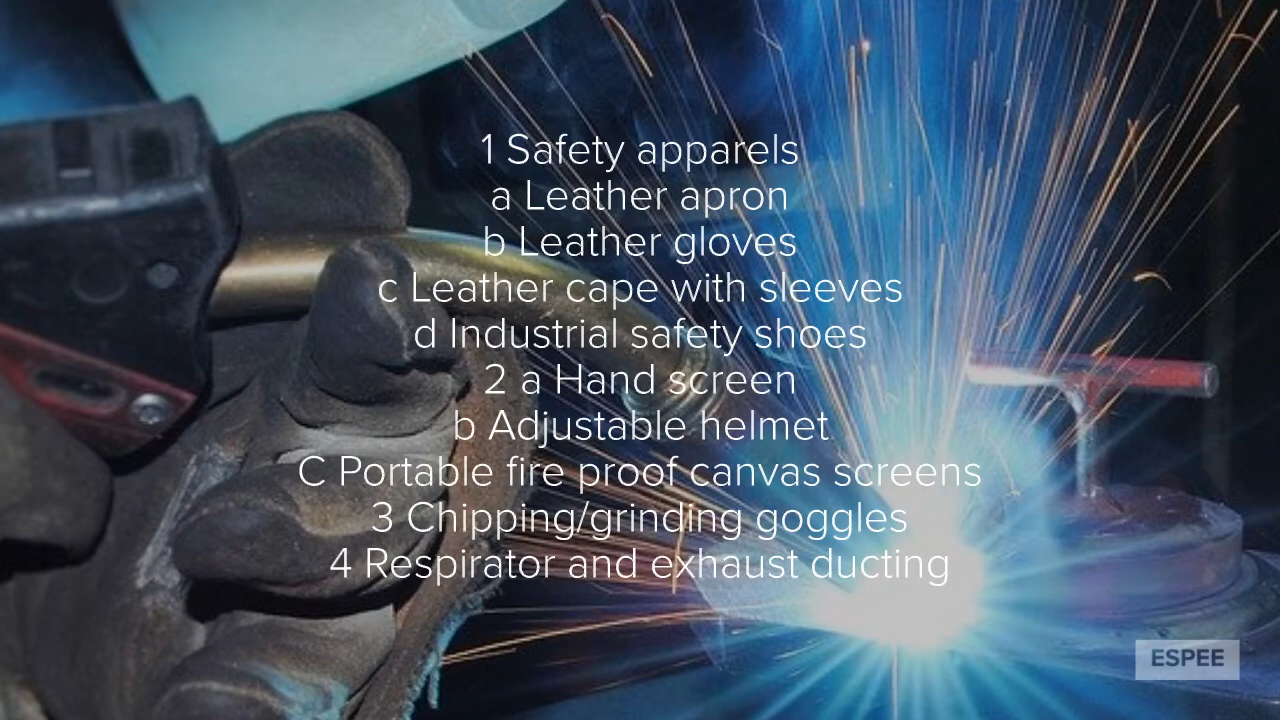 1 Safety apparels
a Leather apron
b Leather gloves
c Leather cape with sleeves
d Industrial safety shoes
2 a Hand screen
b Adjustable helmet
C Portable fire proof canvas screens
3 Chipping/grinding goggles
4 Respirator and exhaust ducting
ESPEE